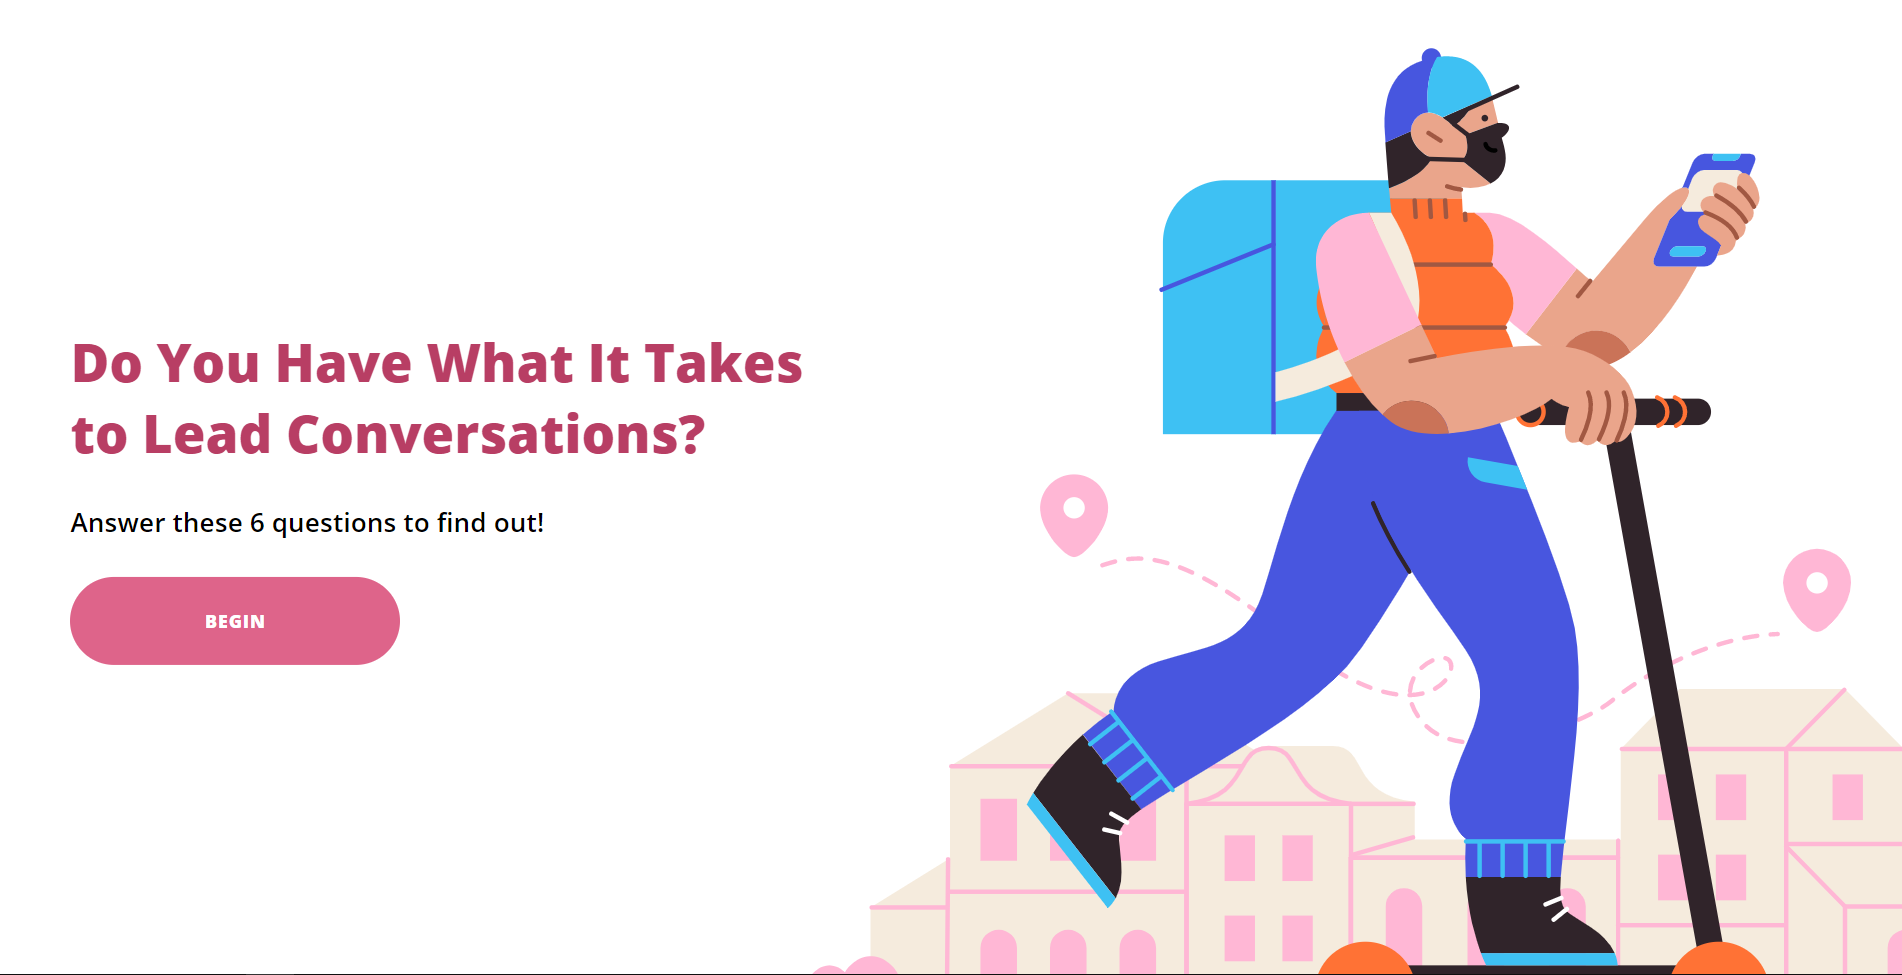 Do You Have What It Takes
to Lead Conversations?
Answer these 6 questions to find out!
BEGIN